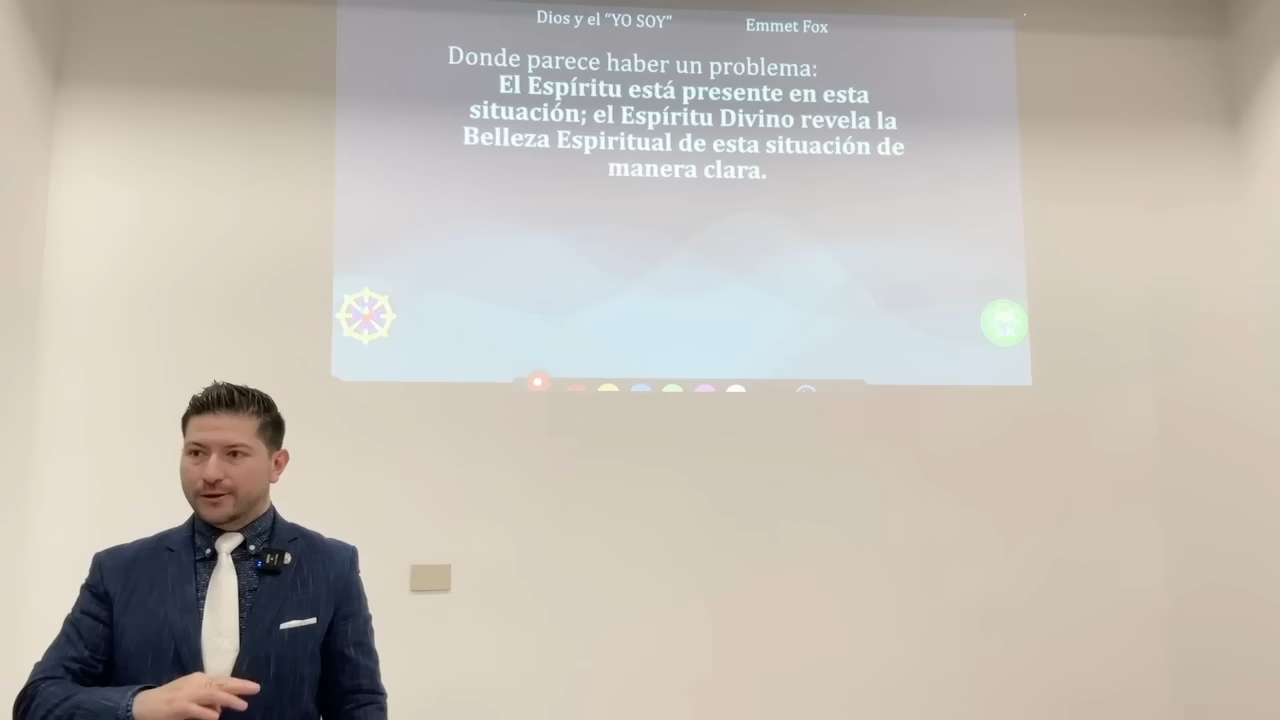 Dios y el "YO SOY" Emmet Fox
Donde parece haber un problema:
El Espíritu está presente en esta
situación; el Espíritu Divino revela la
Belleza Espiritual de esta situación de
manera clara.